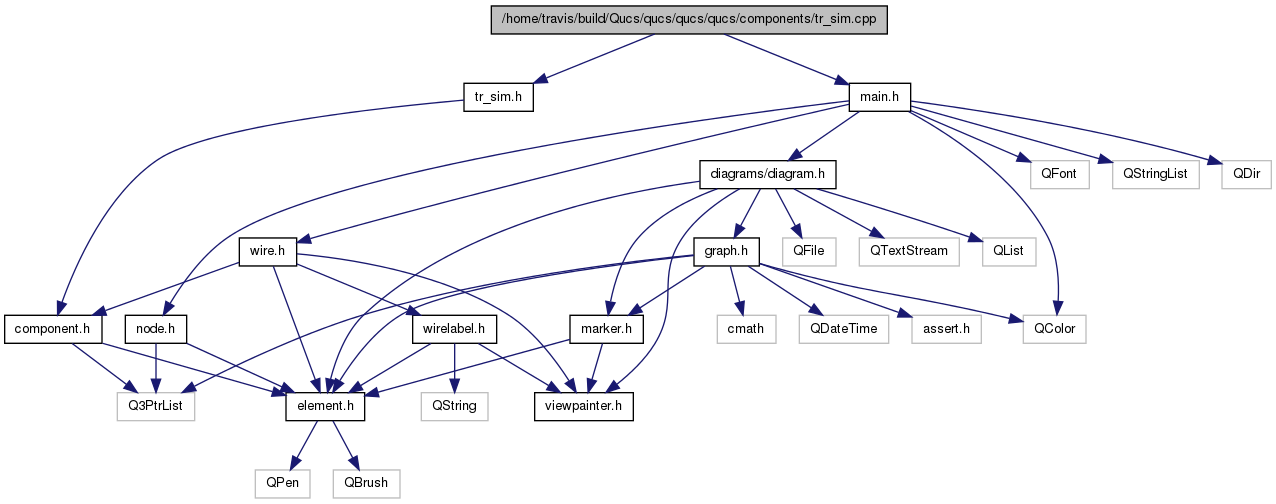 /home/travis/build/Qucs/qucs/qucs/qucs/components/tr_sim.cpp
tr_sim.h
main.h
diagrams/diagram.h
QFont
QStringList
QDir
wire.h
graph.h
QFile
QTextStream
QList
component.h
node.h
wirelabel.h
marker.h
cmath
QDateTime
assert.h
QColor
Q3PtrList
element.h
QString
viewpainter.h
QPen
QBrush